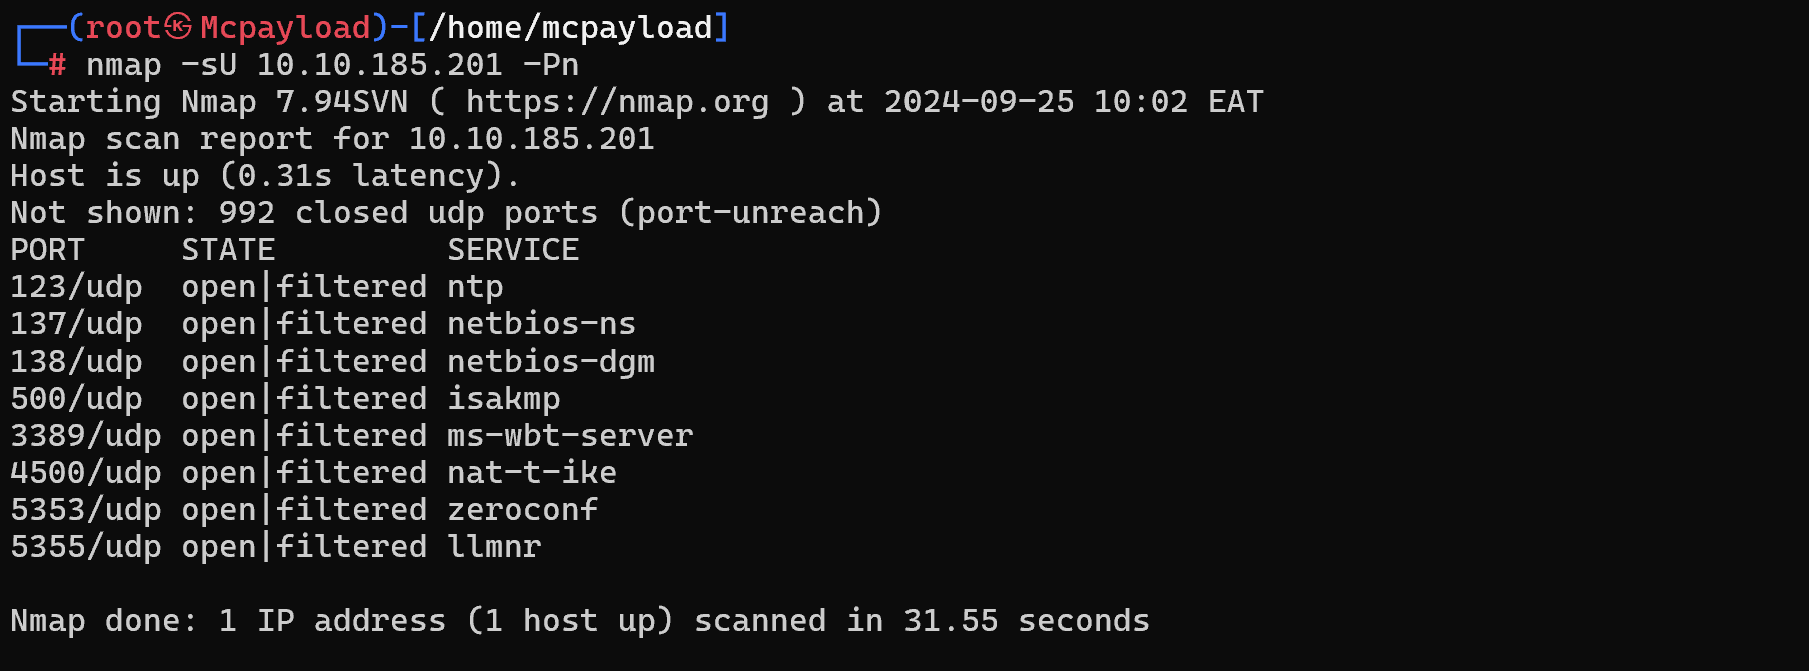 ┌──(root㉿Mcpayload)-[/home/mcpayload]
└─# nmap -sU 10.10.185.201 -Pn
Starting Nmap 7.94SVN ( https://nmap.org ) at 2024-09-25 10:02 EAT
Nmap scan report for 10.10.185.201
Host is up (0.31s latency).
Not shown: 992 closed udp ports (port-unreach)
PORT     STATE         SERVICE
123/udp  open|filtered ntp
137/udp  open|filtered netbios-ns
138/udp  open|filtered netbios-dgm
500/udp  open|filtered isakmp
3389/udp open|filtered ms-wbt-server
4500/udp open|filtered nat-t-ike
5353/udp open|filtered zeroconf
5355/udp open|filtered llmnr
Nmap done: 1 IP address (1 host up) scanned in 31.55 seconds